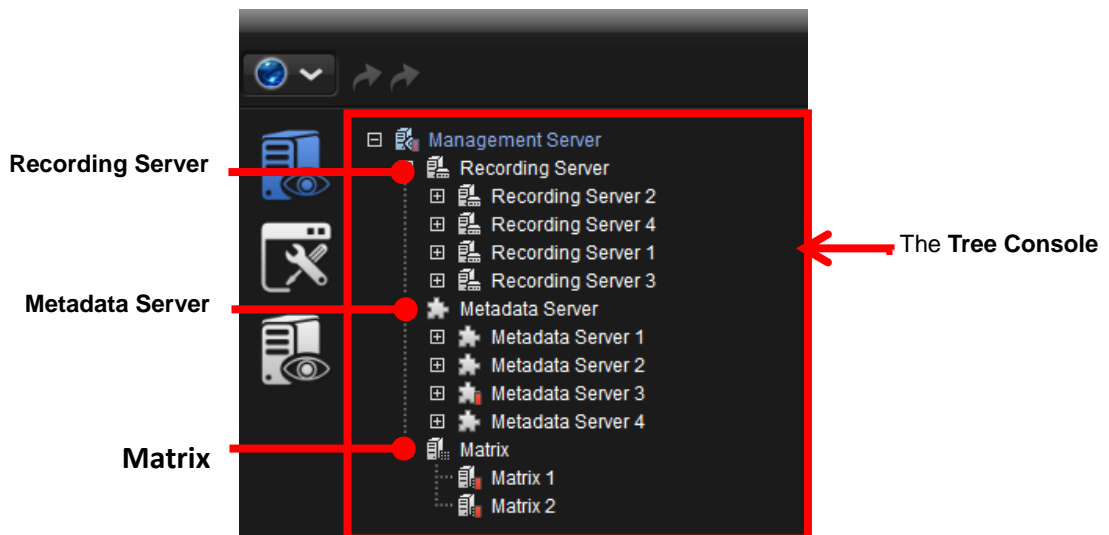 Management Server
Recording Server
Recording Server
Recording Server 2
Recording Server 4
The Tree Console
Recording Server 1
Recording Server 3
Metadata Server
Metadata Server
Metadata Server 1
Metadata Server 2
Metadata Server 3
Metadata Server 4
Matrix
Matrix
Matrix 1
Matrix 2